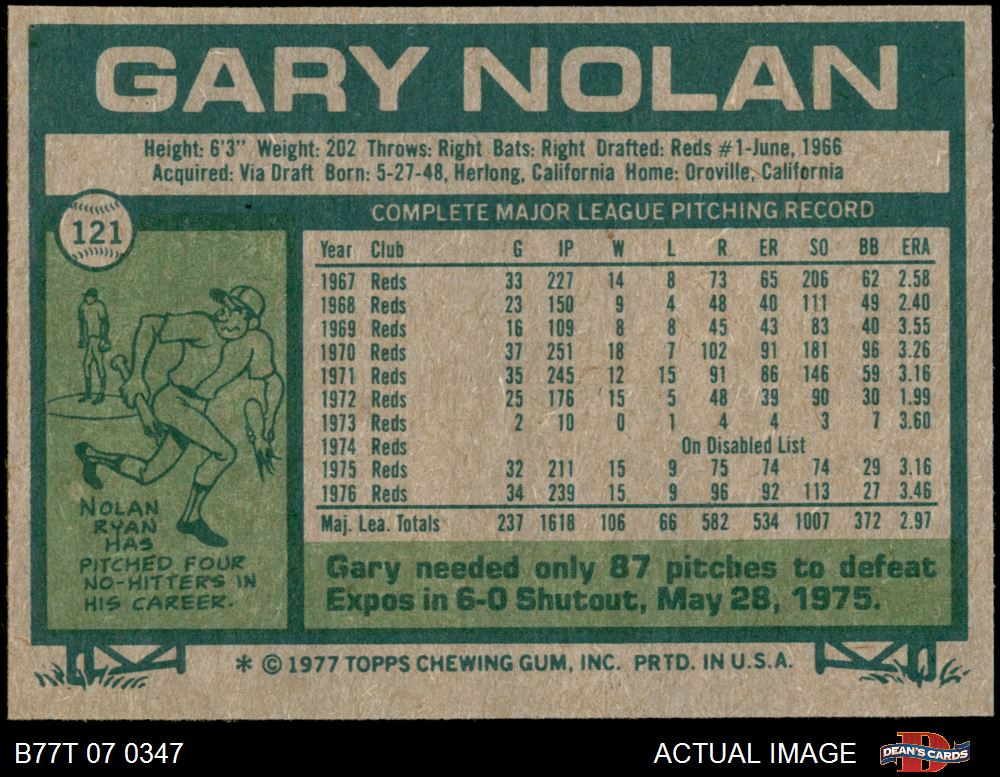 GARY NOLAN
Height: 6'3" Weight: 202 Throws: Right Bats: Right Drafted: Reds #1-June, 1966
Acquired: Via Draft Born: 5-27-48, Herlong, California Home: Oroville, California
121
COMPLETE MAJOR LEAGUE PITCHING RECORD
Year Club G IP W L R ER SO BB ERA
1967 Reds 33 227 14 8 73 65 206 62 2.58
1968 Reds 23 150 9 4 48 40 111 49 2.40
1969 Reds 16 109 8 8 45 43 83 40 3.55
1970 Reds 37 251 18 7 102 91 181 96 3.26
1971 Reds 35 245 12 15 91 86 146 59 3.16
1972 Reds 25 176 15 5 48 39 90 30 1.99
1973 Reds 2 10 0 1 4 4 3 7 3.60
1974 Reds On Disabled List
1975 Reds 32 211 15 9 75 74 74 29 3.16
1976 Reds 34 239 15 9 96 92 113 27 3.46
Maj. Lea. Totals 237 1618 106 66 582 534 1007 372 2.97
NOLAN
RYAN
HAS
PITCHED FOUR
NO-HITTERS IN
HIS CAREER.
Gary needed only 87 pitches to defeat
Expos in 6-0 Shutout, May 28, 1975.
* © 1977 TOPPS CHEWING GUM, INC. PRTD. IN U.S.A.
B77T 07 0347
ACTUAL IMAGE
DEAN'S CARDS